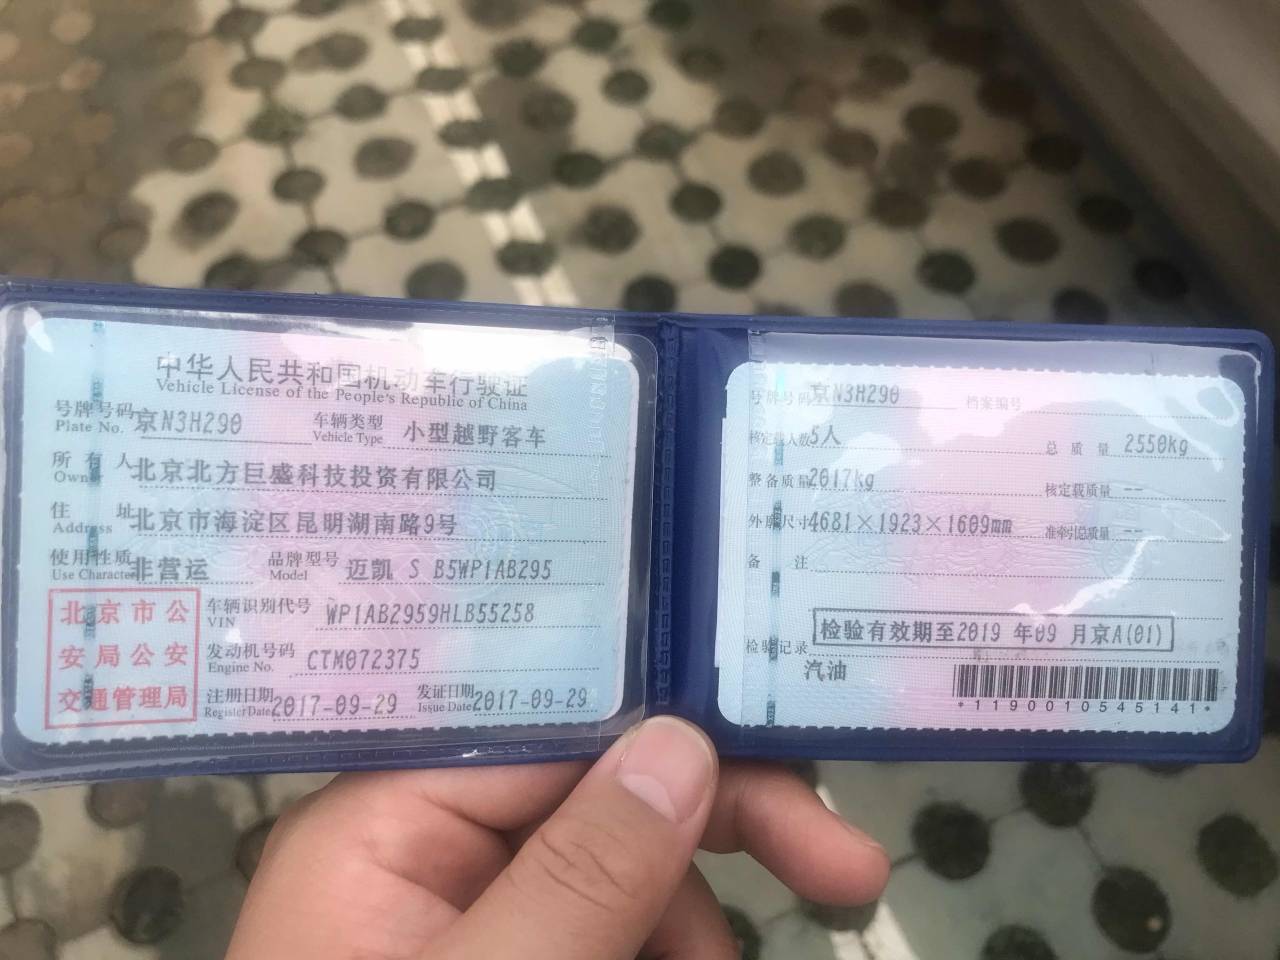 中华人民共和国机动车行驶证
Vehicle License of the People's Republic of China
号牌号码 京N3H290 车辆类型 小型越野客车
Plate No. Vehicle Type
所有人 北京北方巨盛科技投资有限公司
Owner
住址 北京市海淀区昆明湖南路9号
Address
使用性质 非营运 品牌型号 迈凯 S B5WP1AB295
Use Character Model
北京市公
安局公安
交通管理局
车辆识别代号 WP1AB2959HLB55258
VIN
发动机号码 CTM072375
Engine No.
注册日期 2017-09-29 发证日期 2017-09-29
Register Date Issue Date
号牌号码 京N3H290 档案编号
核定载人数 5人 总质量 2550kg
整备质量 2017kg 核定载质量 --
外廓尺寸 4681×1923×1609mm 准牵引总质量 --
备注
检验有效期至2019年09月京A(01)
检验记录
汽油
*1190010545141*